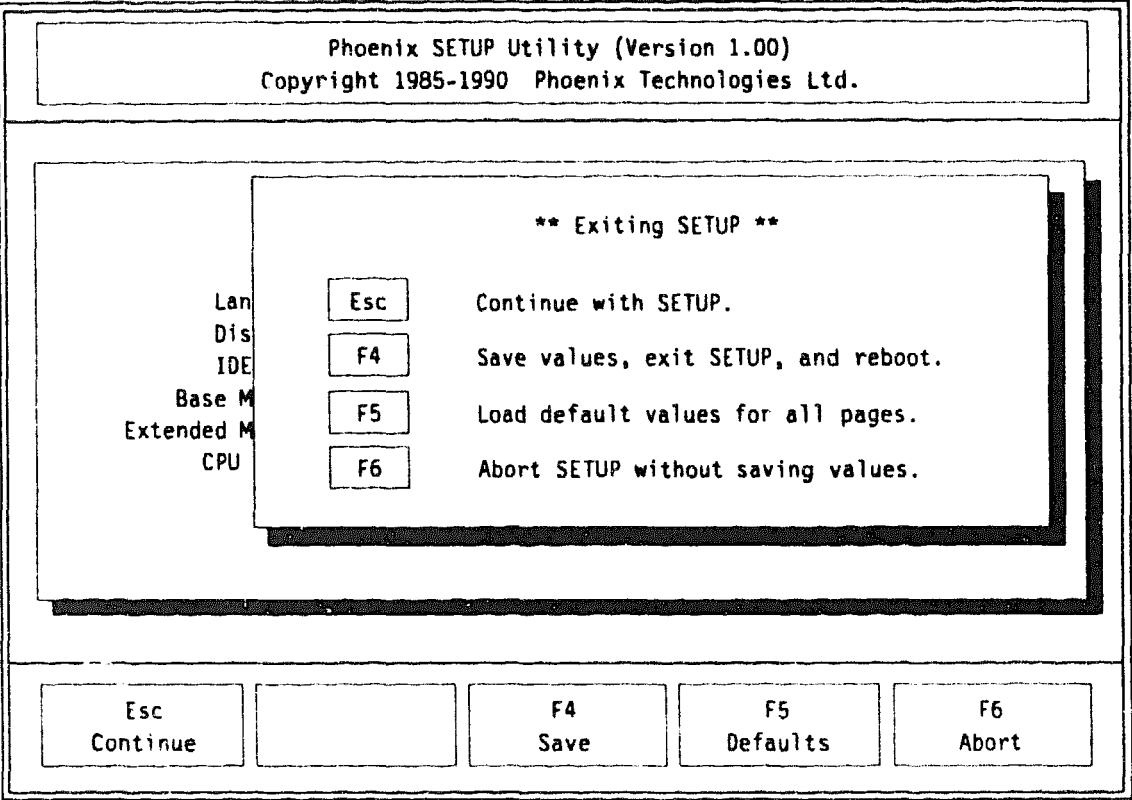 Phoenix SETUP Utility (Version 1.00)
Copyright 1985-1990 Phoenix Technologies Ltd.
** Exiting SETUP **
Lan
Esc Continue with SETUP.
Dis
F4 Save values, exit SETUP, and reboot.
IDE
Base M
F5 Load default values for all pages.
Extended M
CPU
F6 Abort SETUP without saving values.
Esc
Continue
F4
Save
F5
Defaults
F6
Abort